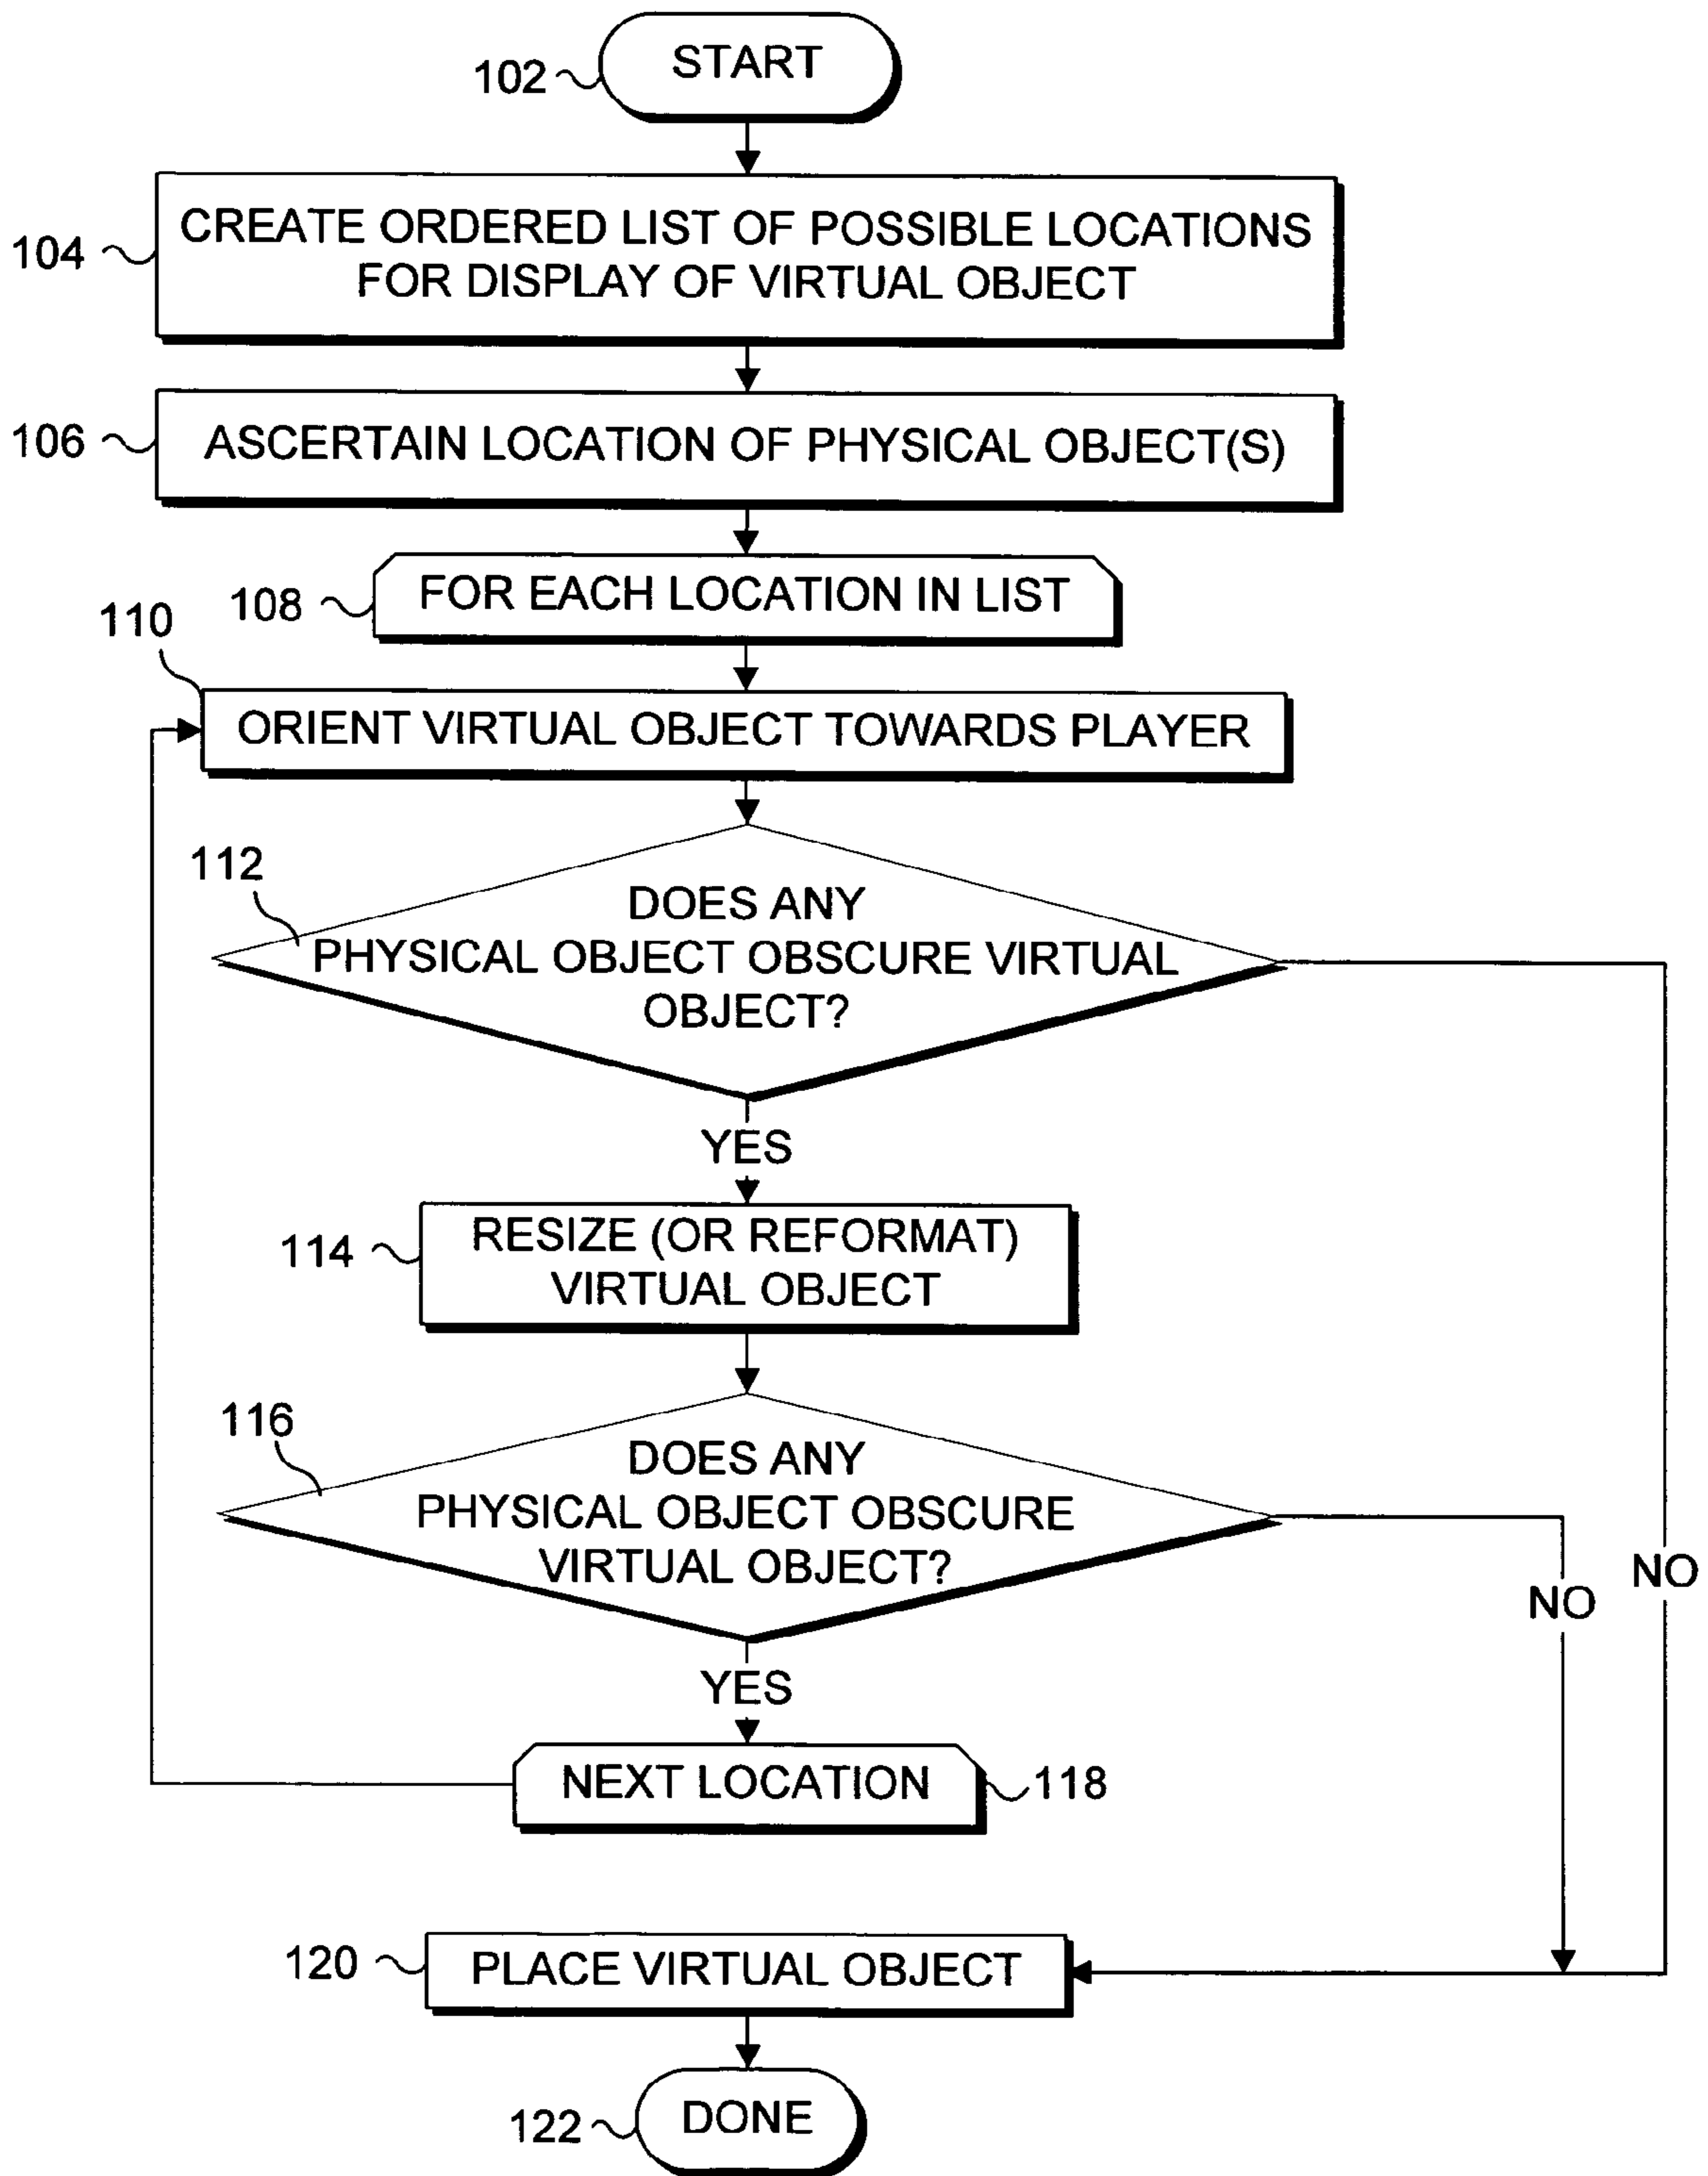 START
102
CREATE ORDERED LIST OF POSSIBLE LOCATIONS
FOR DISPLAY OF VIRTUAL OBJECT
104
ASCERTAIN LOCATION OF PHYSICAL OBJECT(S)
106
FOR EACH LOCATION IN LIST
108
110
ORIENT VIRTUAL OBJECT TOWARDS PLAYER
112
DOES ANY
PHYSICAL OBJECT OBSCURE VIRTUAL
OBJECT?
YES
RESIZE (OR REFORMAT)
VIRTUAL OBJECT
114
116
DOES ANY
PHYSICAL OBJECT OBSCURE
VIRTUAL OBJECT?
NO
NO
YES
NEXT LOCATION
118
120
PLACE VIRTUAL OBJECT
DONE
122